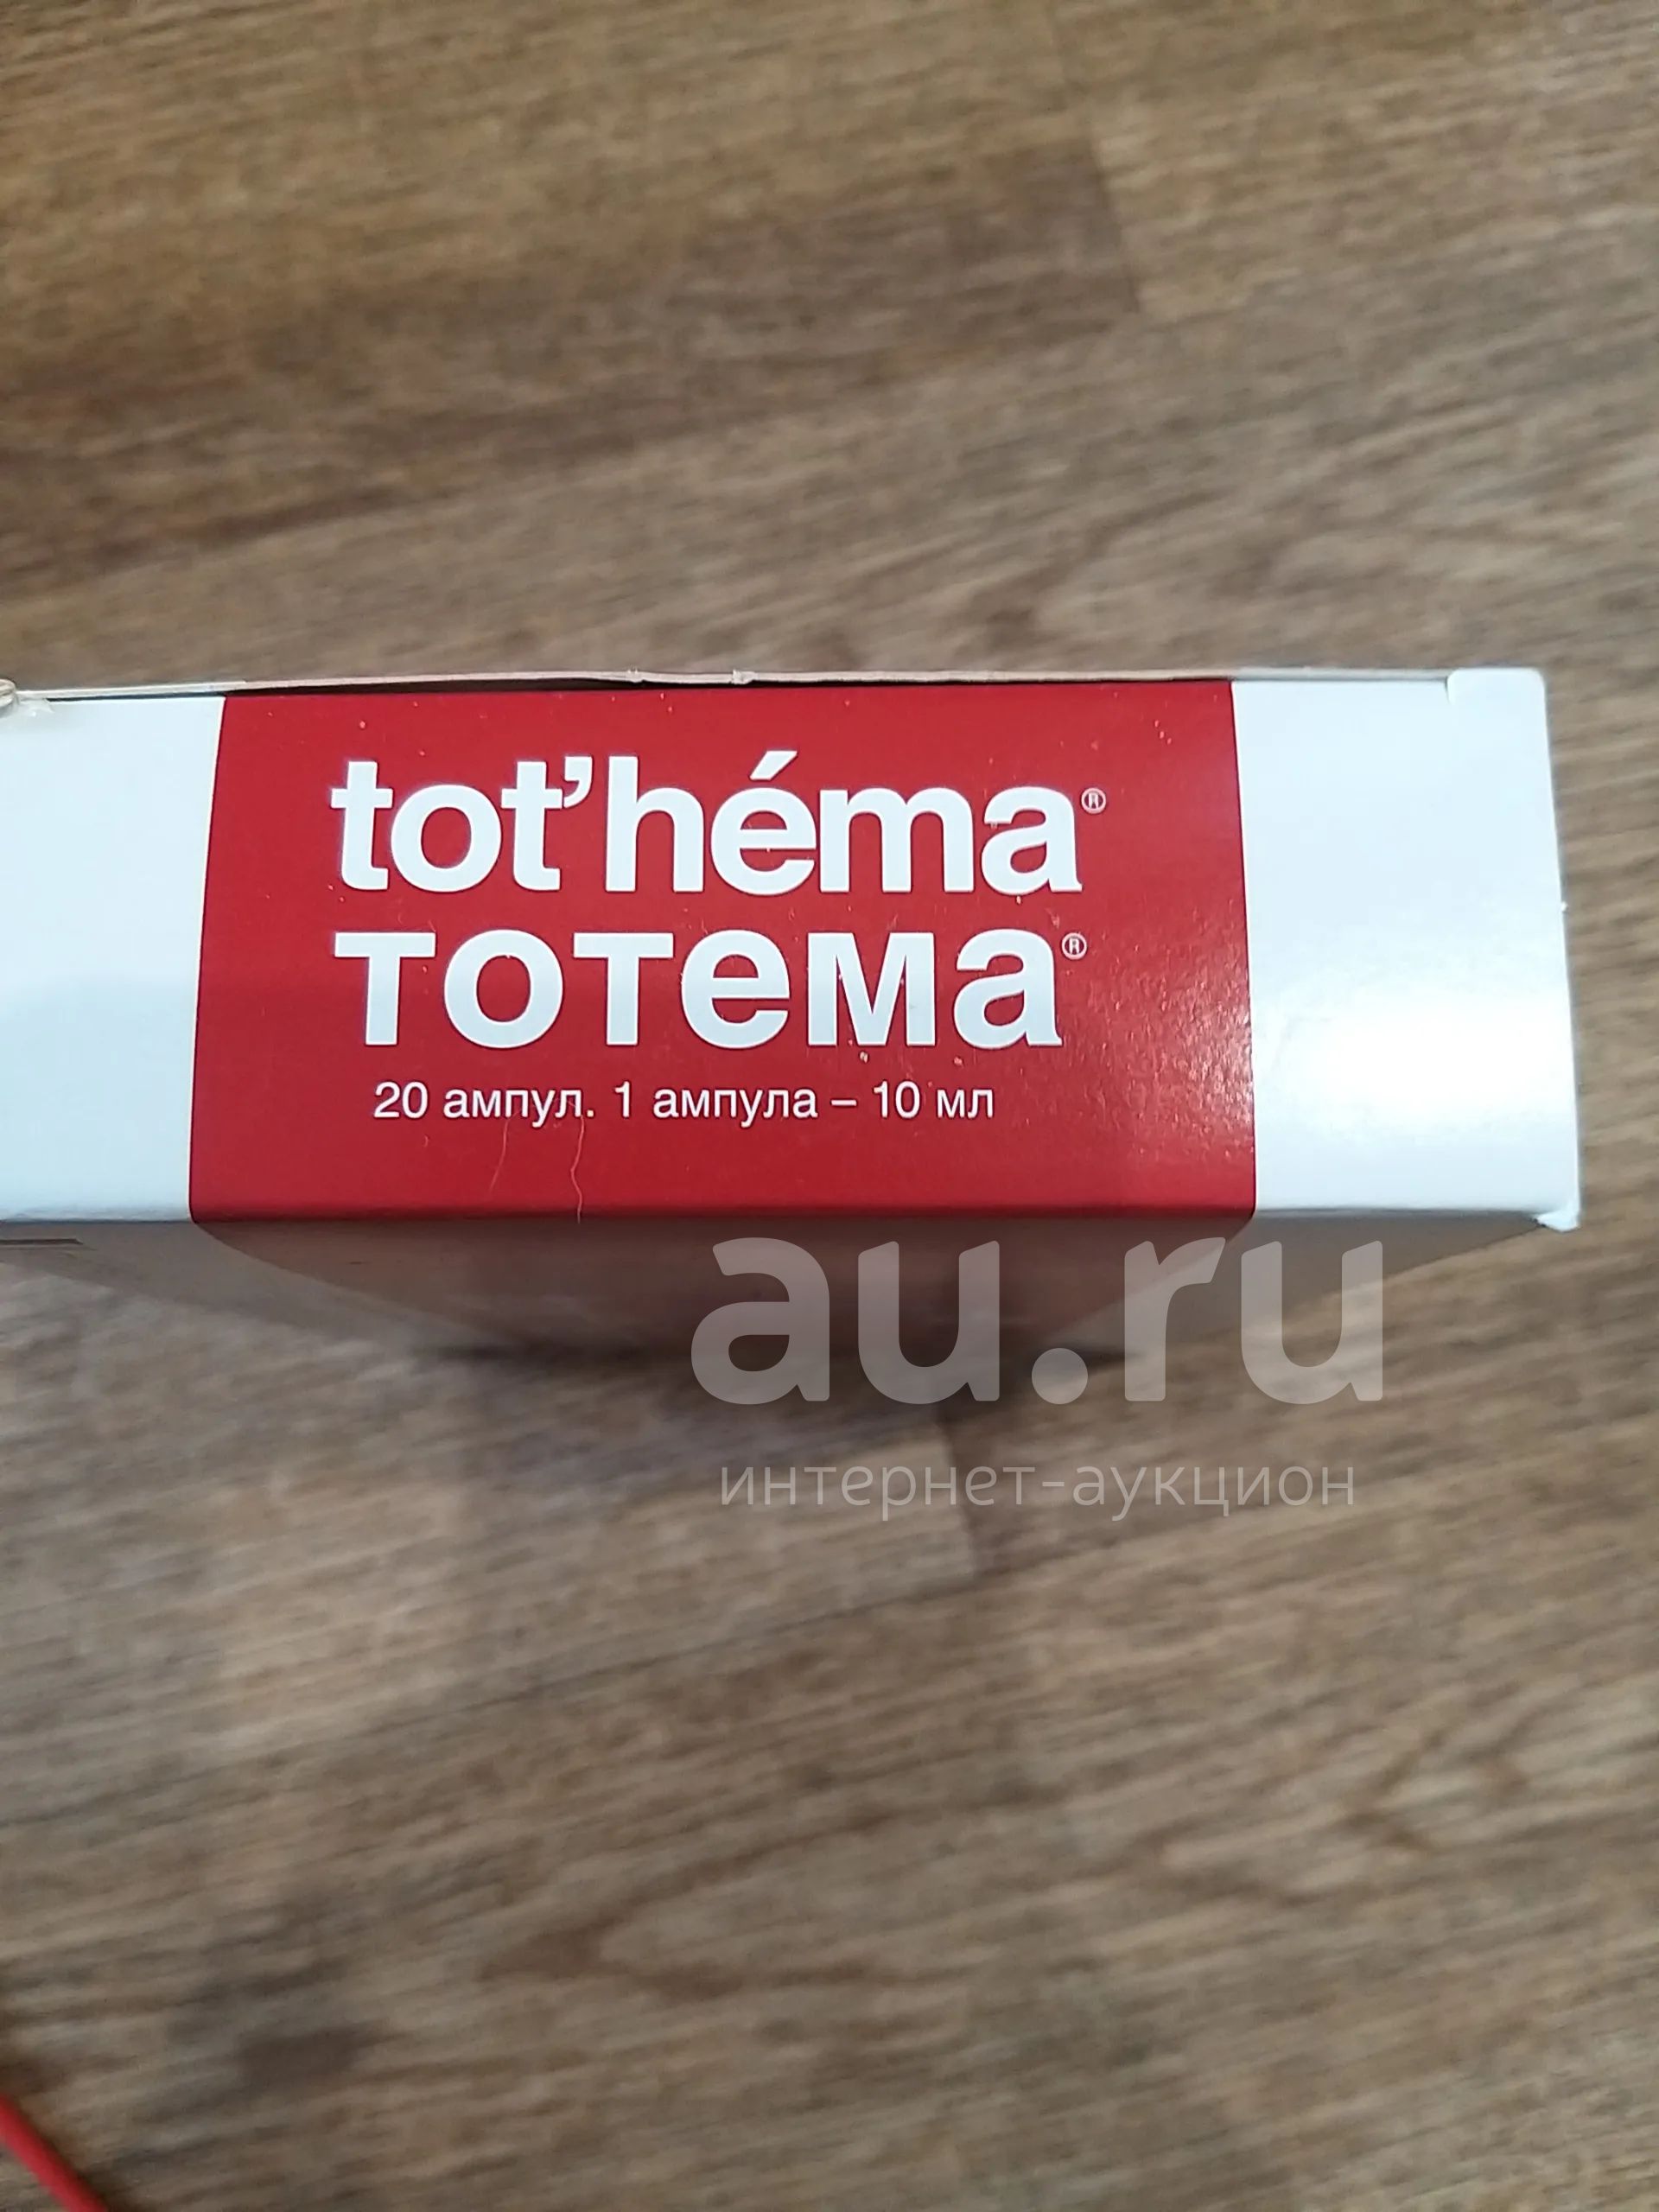 tot'héma®
тотема®
20 ампул. 1 ампула – 10 мл
au.ru
интернет-аукцион